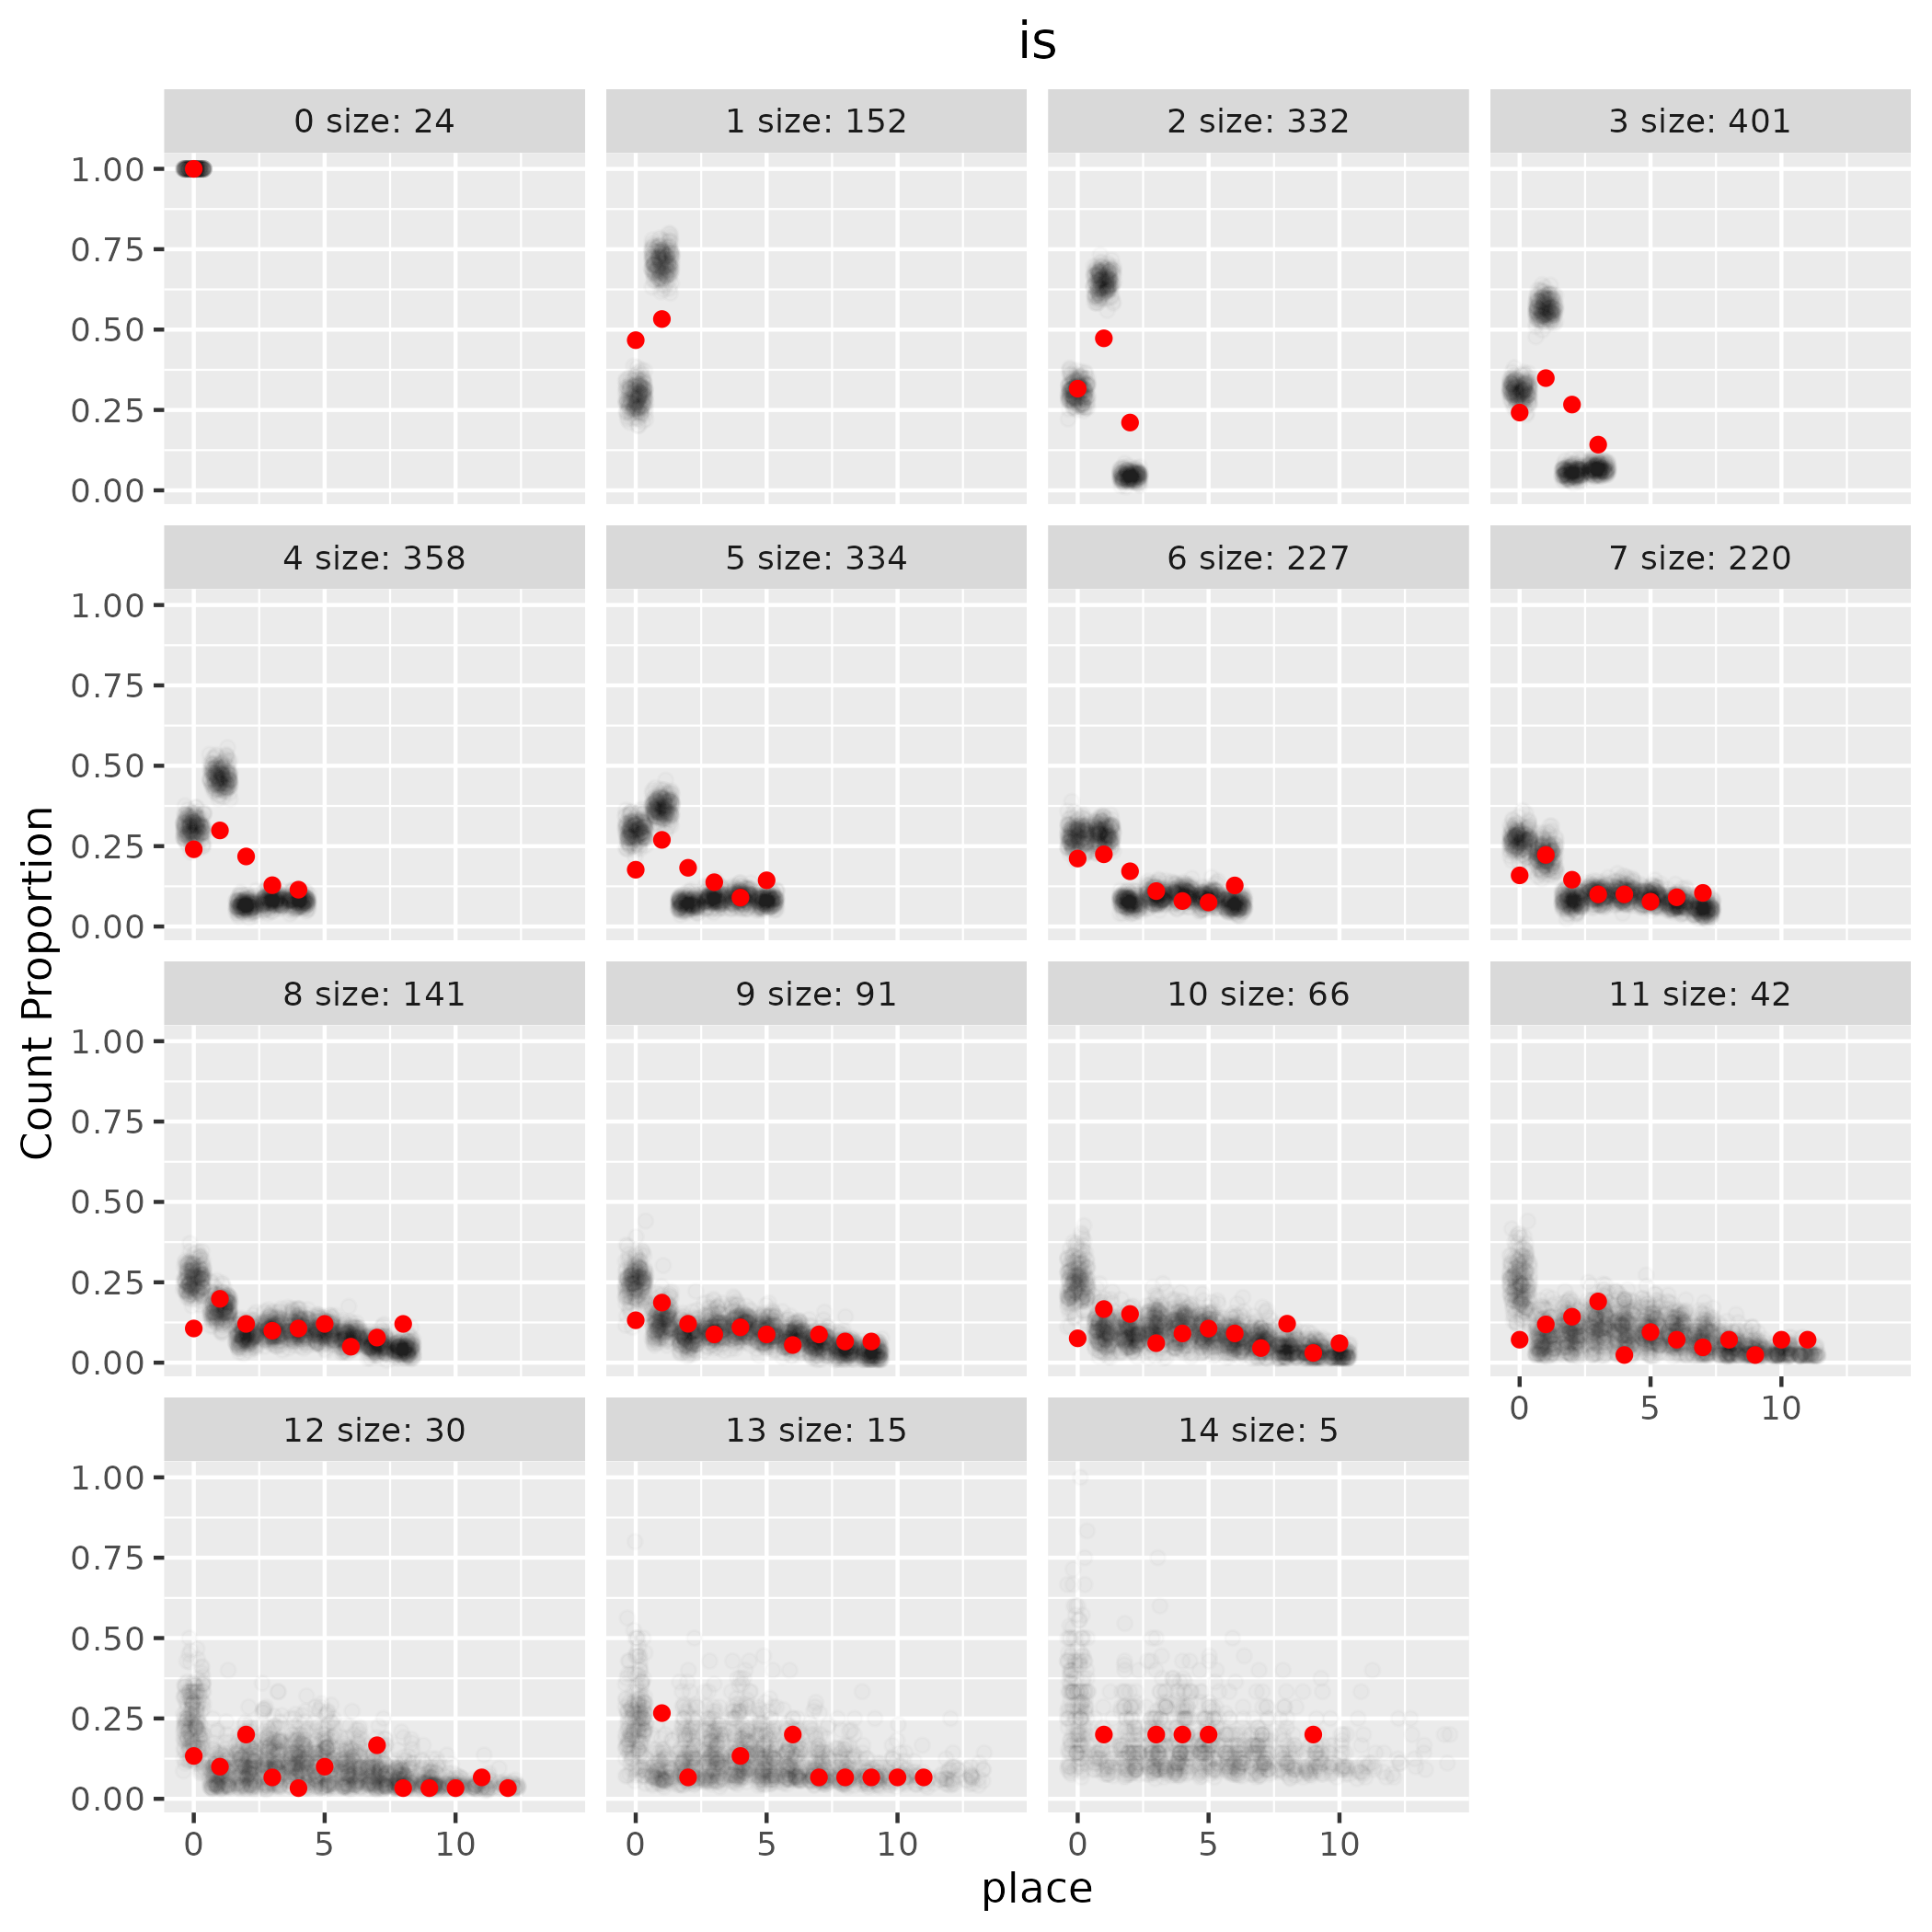 is
0 size: 24
1 size: 152
2 size: 332
3 size: 401
1.00
0.75
0.50
0.25
0.00
4 size: 358
5 size: 334
6 size: 227
7 size: 220
1.00
0.75
0.50
0.25
0.00
8 size: 141
9 size: 91
10 size: 66
11 size: 42
1.00
0.75
0.50
0.25
0.00
0 5 10
12 size: 30
13 size: 15
14 size: 5
1.00
0.75
0.50
0.25
0.00
0 5 10
0 5 10
0 5 10
place
Count Proportion